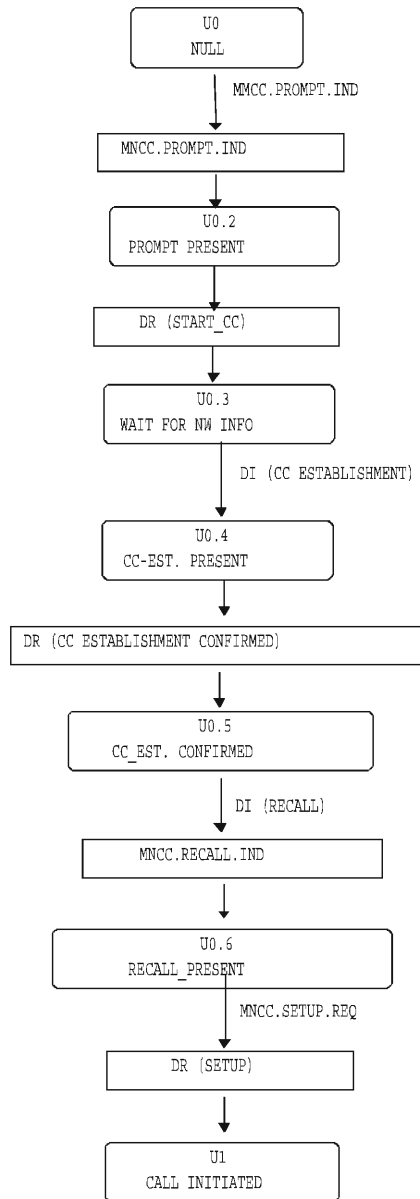 U0
NULL
MMCC.PROMPT.IND
MNCC.PROMPT.IND
U0.2
PROMPT PRESENT
DR (START_CC)
U0.3
WAIT FOR NW INFO
DI (CC ESTABLISHMENT)
U0.4
CC-EST. PRESENT
DR (CC ESTABLISHMENT CONFIRMED)
U0.5
CC_EST. CONFIRMED
DI (RECALL)
MNCC.RECALL.IND
U0.6
RECALL_PRESENT
MNCC.SETUP.REQ
DR (SETUP)
U1
CALL INITIATED